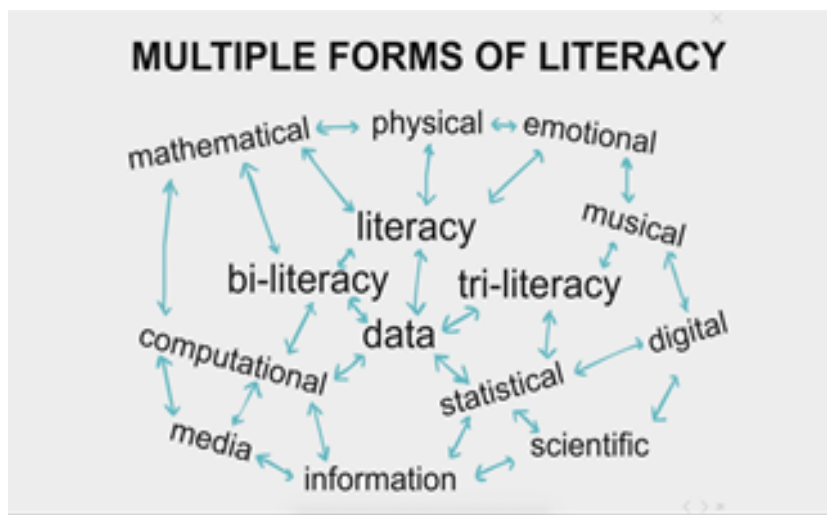 MULTIPLE FORMS OF LITERACY
mathematical
physical
emotional
literacy
musical
bi-literacy
tri-literacy
data
computational
digital
statistical
media
scientific
information